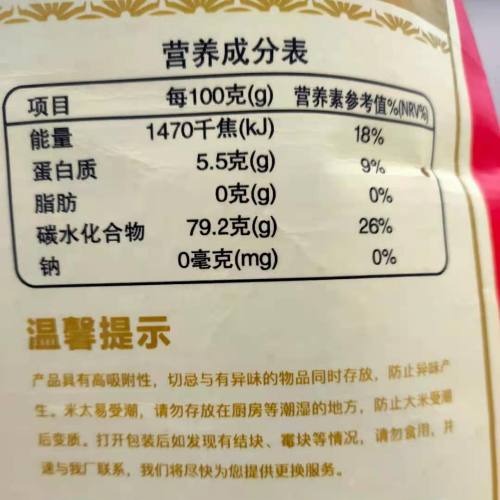 营养成分表
项目 每100克(g) 营养素参考值%(NRV%)
能量 1470千焦(kJ) 18%
蛋白质 5.5克(g) 9%
脂肪 0克(g) 0%
碳水化合物 79.2克(g) 26%
钠 0毫克(mg) 0%
温馨提示
产品具有高吸附性，切忌与有异味的物品同时存放，防止异味产
生。米太易受潮，请勿存放在厨房等潮湿的地方，防止大米受潮
后变质。打开包装后如发现有结块、霉块等情况，请勿食用，并
速与我厂联系，我们将尽快为您提供更换服务。